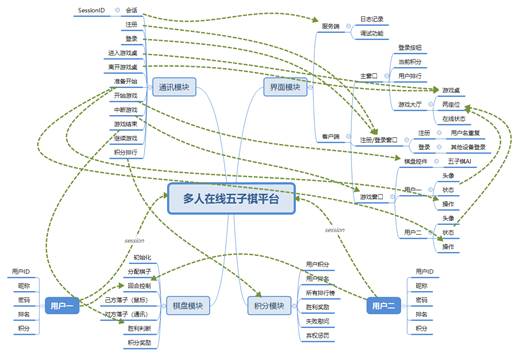 SessionID
会话
注册
登录
进入游戏桌
离开游戏桌
准备开始
开始游戏
中断游戏
游戏结果
继续游戏
积分排行
通讯模块
界面模块
服务端
日志记录
调试功能
客户端
主窗口
登录按钮
当前积分
用户排行
游戏大厅
游戏桌
两座位
在线状态
注册/登录窗口
注册
用户名重复
登录
其他设备登录
游戏窗口
棋盘控件
五子棋AI
用户一
头像
状态
操作
用户二
头像
状态
操作
多人在线五子棋平台
session
session
用户ID
昵称
密码
排名
积分
用户一
初始化
分配棋子
回合控制
己方落子（鼠标）
对方落子（通讯）
胜利判断
积分奖励
棋盘模块
积分模块
用户积分
用户排名
所有排行榜
胜利奖励
失败慰问
弃权惩罚
用户二
用户ID
昵称
密码
排名
积分